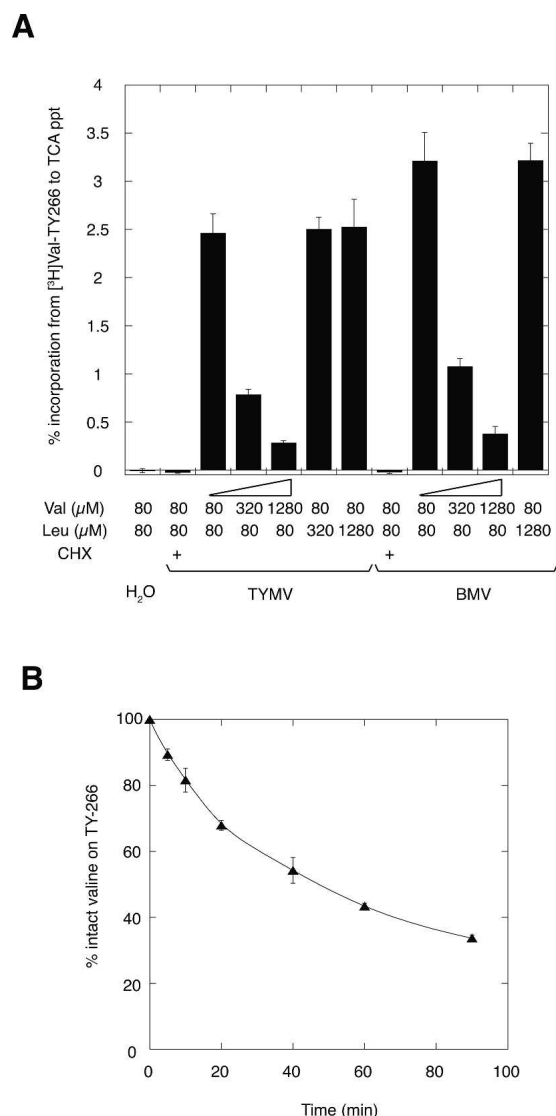 A
% incorporation from [³H]Val-TY266 to TCA ppt
4
3.5
3
2.5
2
1.5
1
0.5
0
Val (µM) 80 80 80 320 1280 80 80 80 80 320 1280 80
Leu (µM) 80 80 80 80 80 320 1280 80 80 80 80 1280
CHX + +
H₂O TYMV BMV
B
% intact valine on TY-266
100
80
60
40
20
0
0 20 40 60 80 100
Time (min)